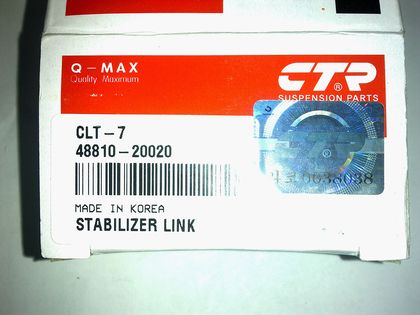 Q-MAX
Quality Maximum
CTR
®
SUSPENSION PARTS
CLT-7
48810-20020
MADE IN KOREA
STABILIZER LINK